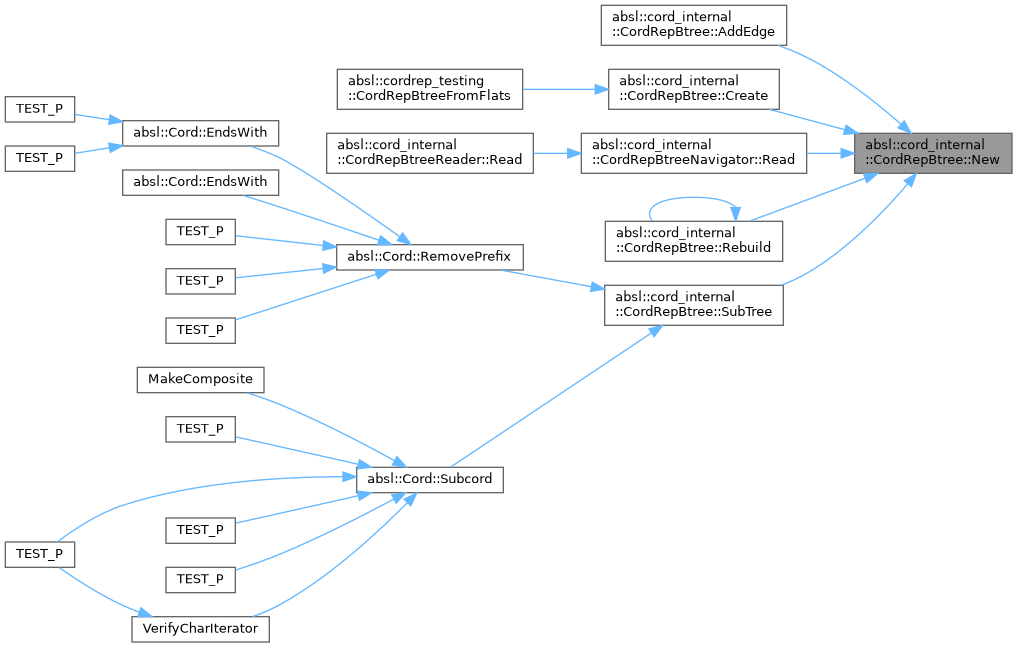 absl::cord_internal
::CordRepBtree::AddEdge
absl::cordrep_testing
::CordRepBtreeFromFlats
absl::cord_internal
::CordRepBtree::Create
TEST_P
absl::Cord::EndsWith
absl::cord_internal
::CordRepBtreeReader::Read
absl::cord_internal
::CordRepBtreeNavigator::Read
absl::cord_internal
::CordRepBtree::New
TEST_P
absl::Cord::EndsWith
TEST_P
absl::cord_internal
::CordRepBtree::Rebuild
absl::Cord::RemovePrefix
TEST_P
absl::cord_internal
::CordRepBtree::SubTree
TEST_P
MakeComposite
TEST_P
absl::Cord::Subcord
TEST_P
TEST_P
TEST_P
VerifyCharIterator